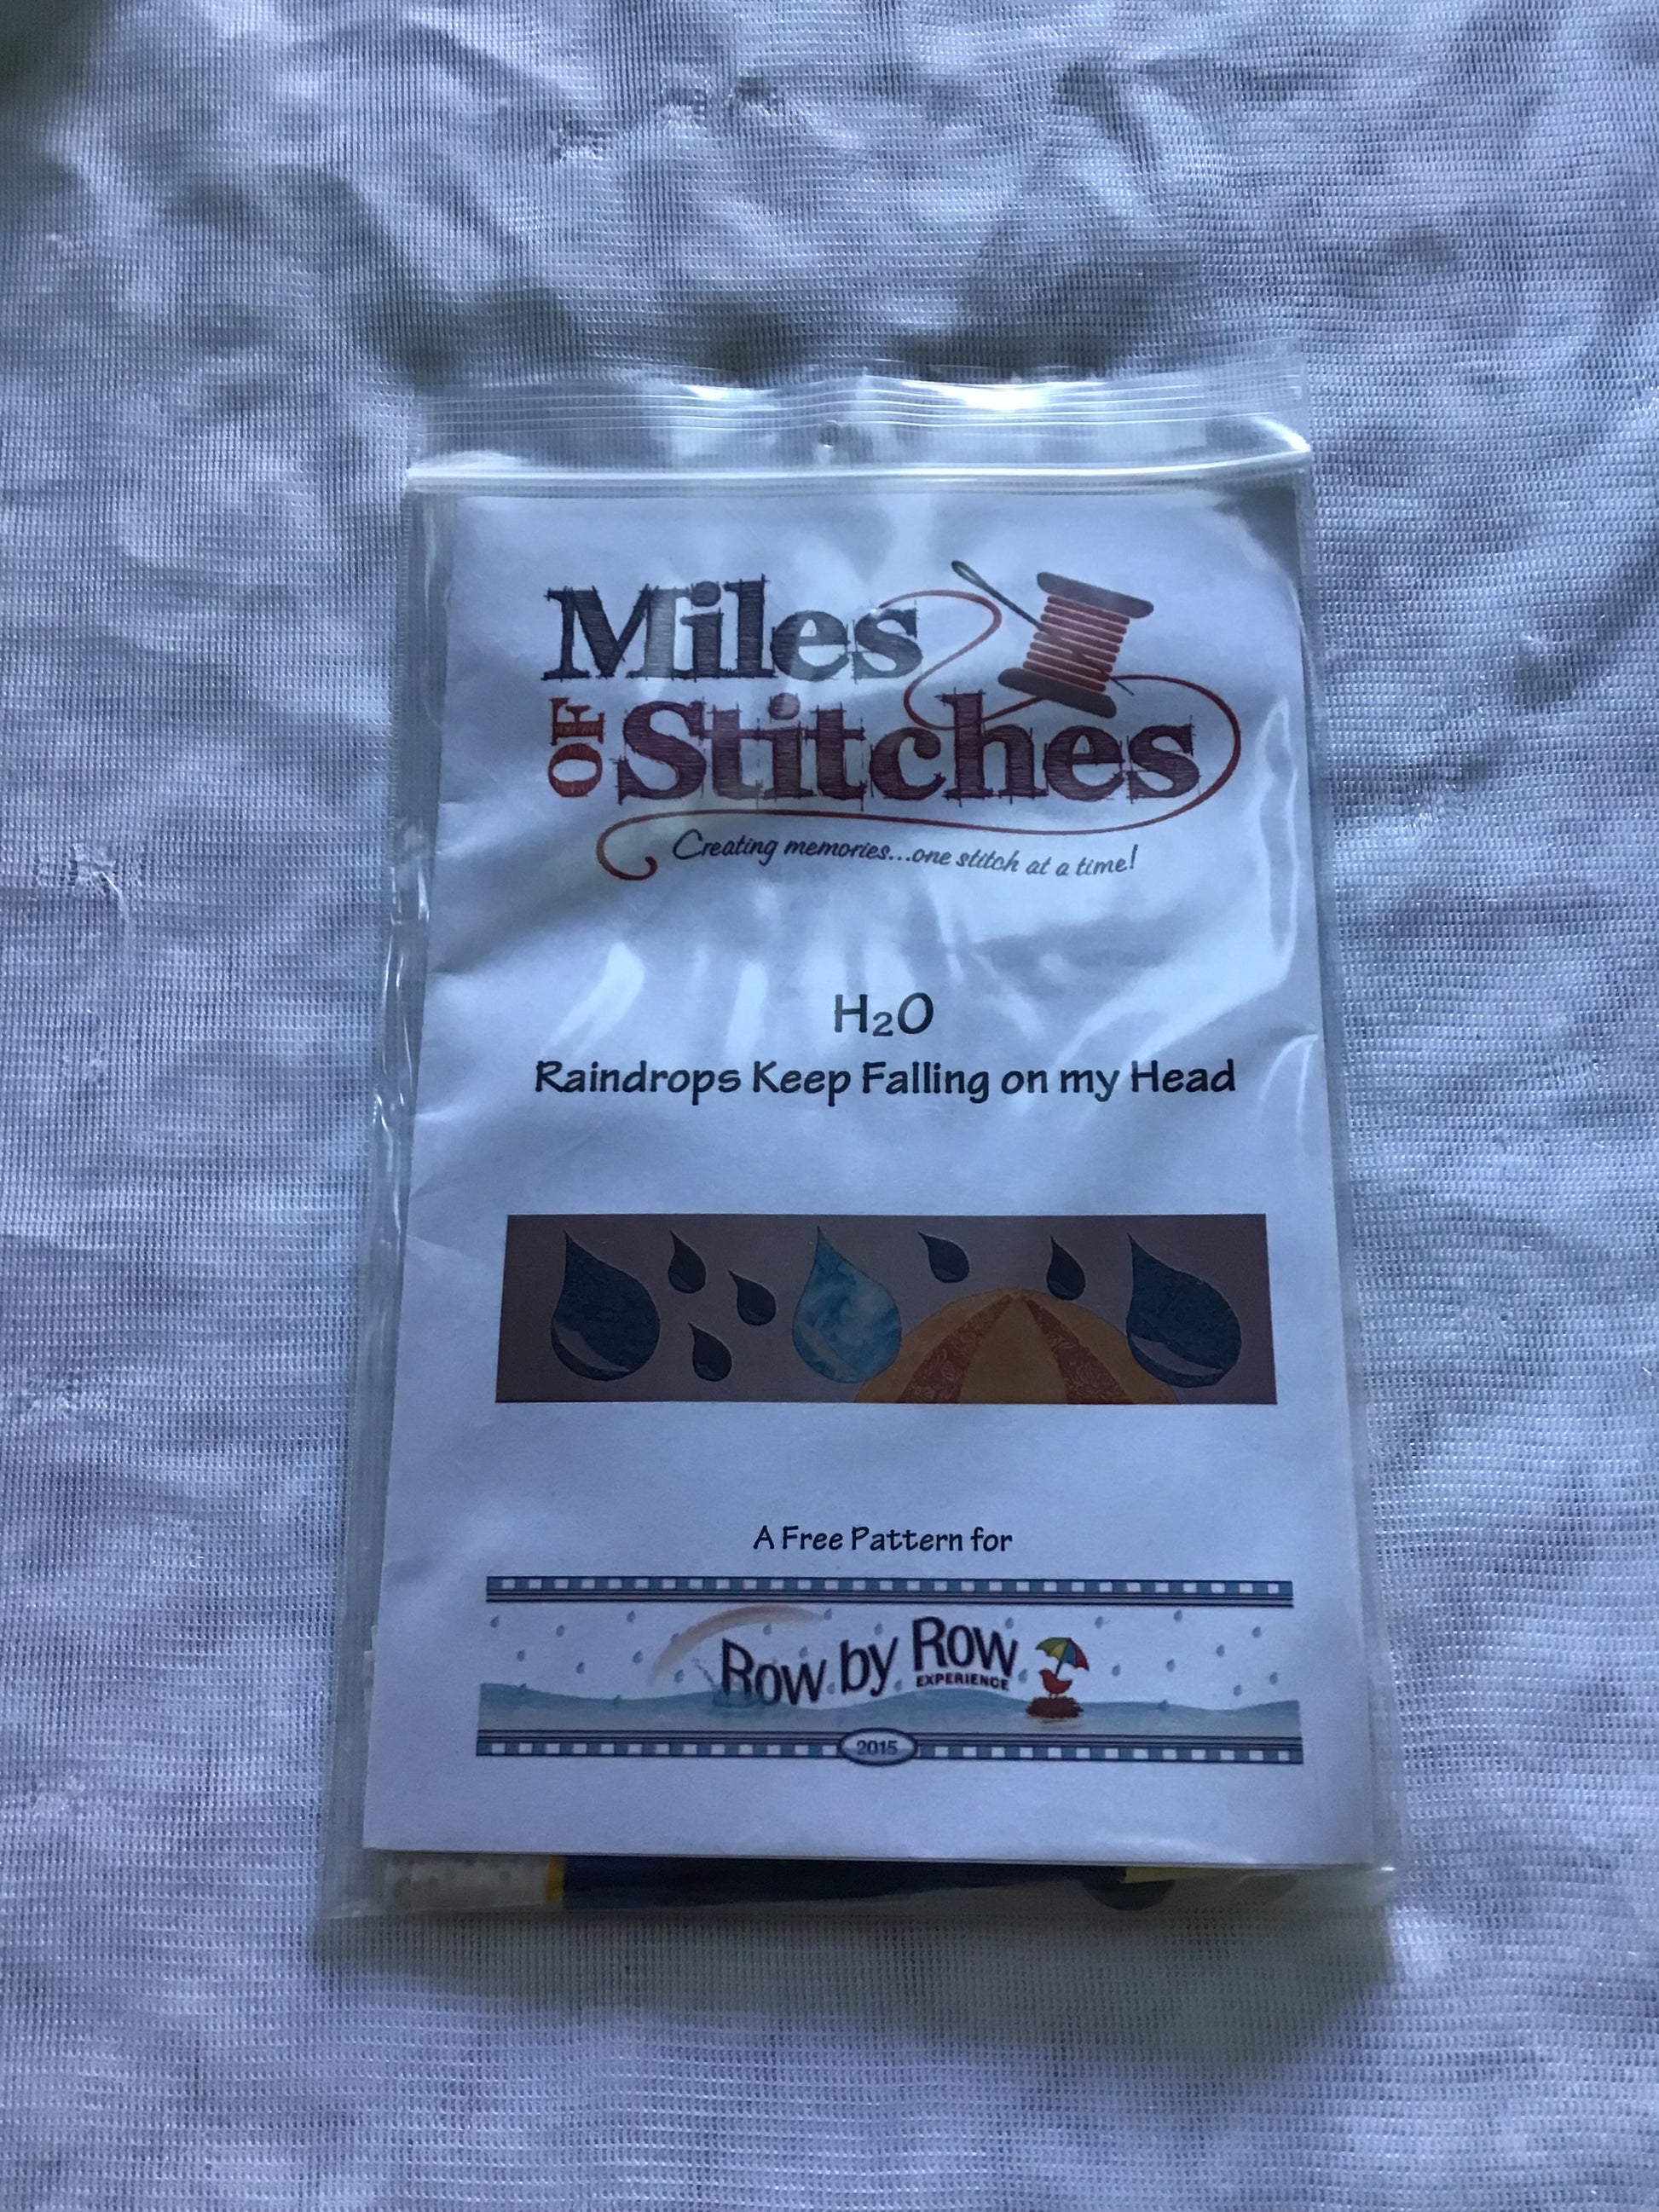 Miles
OF Stitches
Creating memories...one stitch at a time!
H₂O
Raindrops Keep Falling on my Head
A Free Pattern for
Row by Row
EXPERIENCE
2015